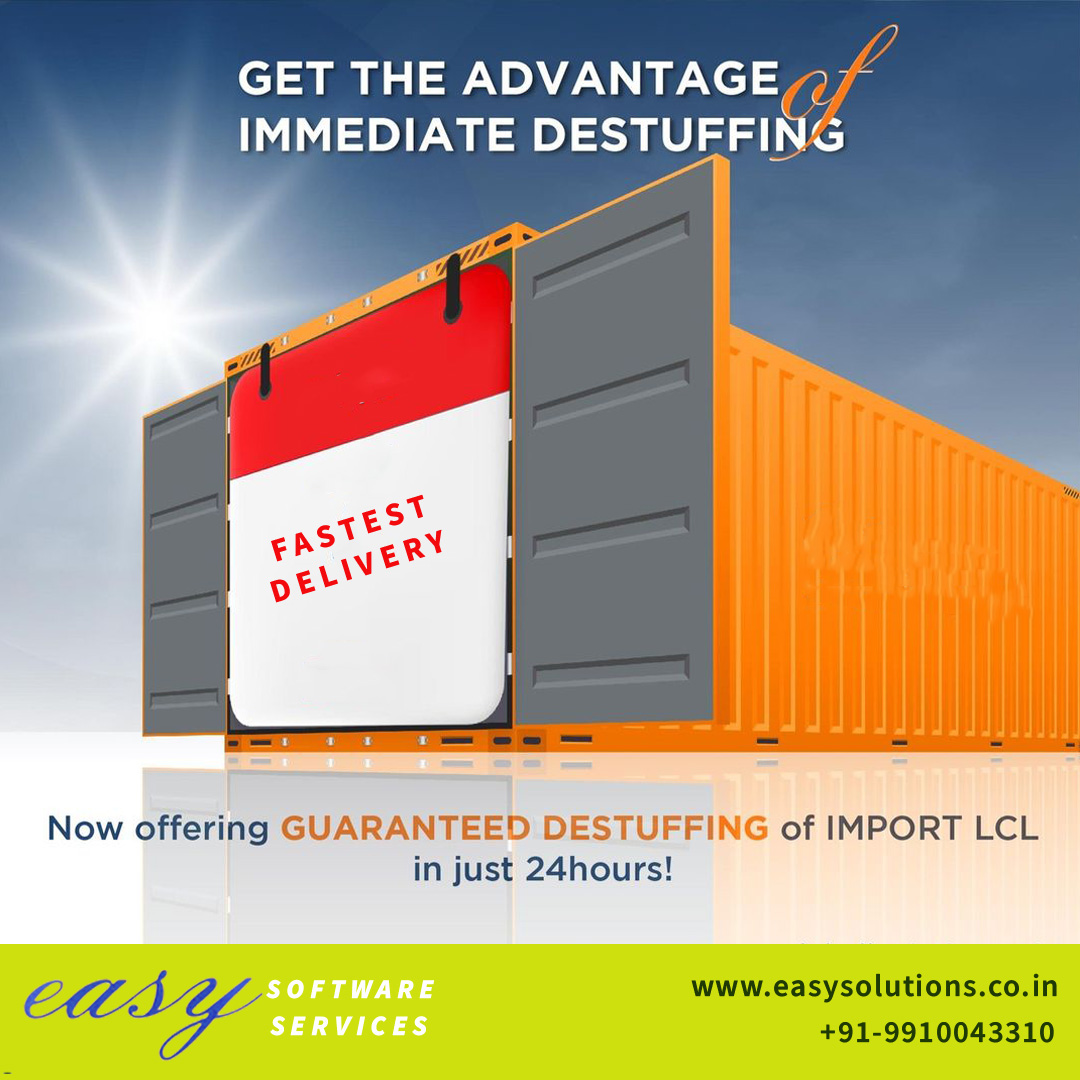 GET THE ADVANTAGE of
IMMEDIATE DESTUFFING
FASTEST
DELIVERY
Now offering GUARANTEED DESTUFFING of IMPORT LCL
in just 24hours!
easy SOFTWARE
SERVICES
www.easysolutions.co.in
+91-9910043310